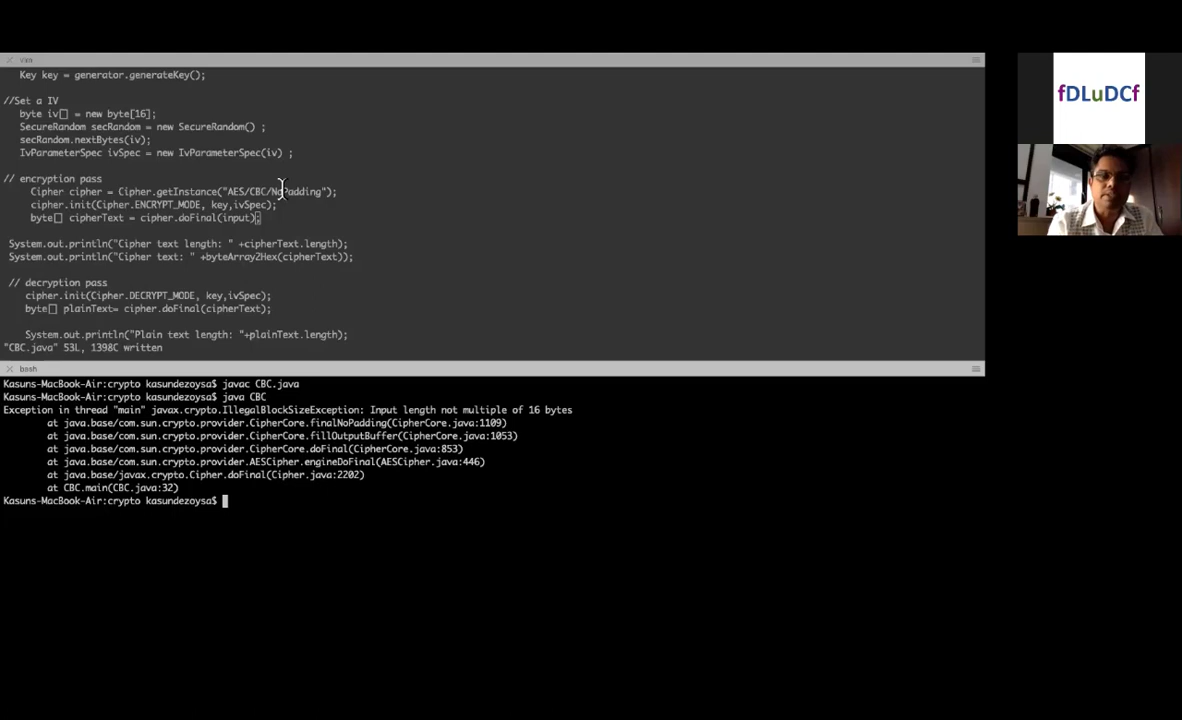 vim
Key key = generator.generateKey();
//Set a IV
byte iv[] = new byte[16];
SecureRandom secRandom = new SecureRandom() ;
secRandom.nextBytes(iv);
IvParameterSpec ivSpec = new IvParameterSpec(iv) ;
// encryption pass
Cipher cipher = Cipher.getInstance("AES/CBC/NoPadding");
cipher.init(Cipher.ENCRYPT_MODE, key,ivSpec);
byte[] cipherText = cipher.doFinal(input);
System.out.println("Cipher text length: " +cipherText.length);
System.out.println("Cipher text: " +byteArray2Hex(cipherText));
// decryption pass
cipher.init(Cipher.DECRYPT_MODE, key,ivSpec);
byte[] plainText= cipher.doFinal(cipherText);
System.out.println("Plain text length: "+plainText.length);
"CBC.java" 53L, 1398C written
bash
Kasuns-MacBook-Air:crypto kasundezoysa$ javac CBC.java
Kasuns-MacBook-Air:crypto kasundezoysa$ java CBC
Exception in thread "main" javax.crypto.IllegalBlockSizeException: Input length not multiple of 16 bytes
at java.base/com.sun.crypto.provider.CipherCore.finalNoPadding(CipherCore.java:1109)
at java.base/com.sun.crypto.provider.CipherCore.fillOutputBuffer(CipherCore.java:1053)
at java.base/com.sun.crypto.provider.CipherCore.doFinal(CipherCore.java:853)
at java.base/com.sun.crypto.provider.AESCipher.engineDoFinal(AESCipher.java:446)
at java.base/javax.crypto.Cipher.doFinal(Cipher.java:2202)
at CBC.main(CBC.java:32)
Kasuns-MacBook-Air:crypto kasundezoysa$
fDLuDCf